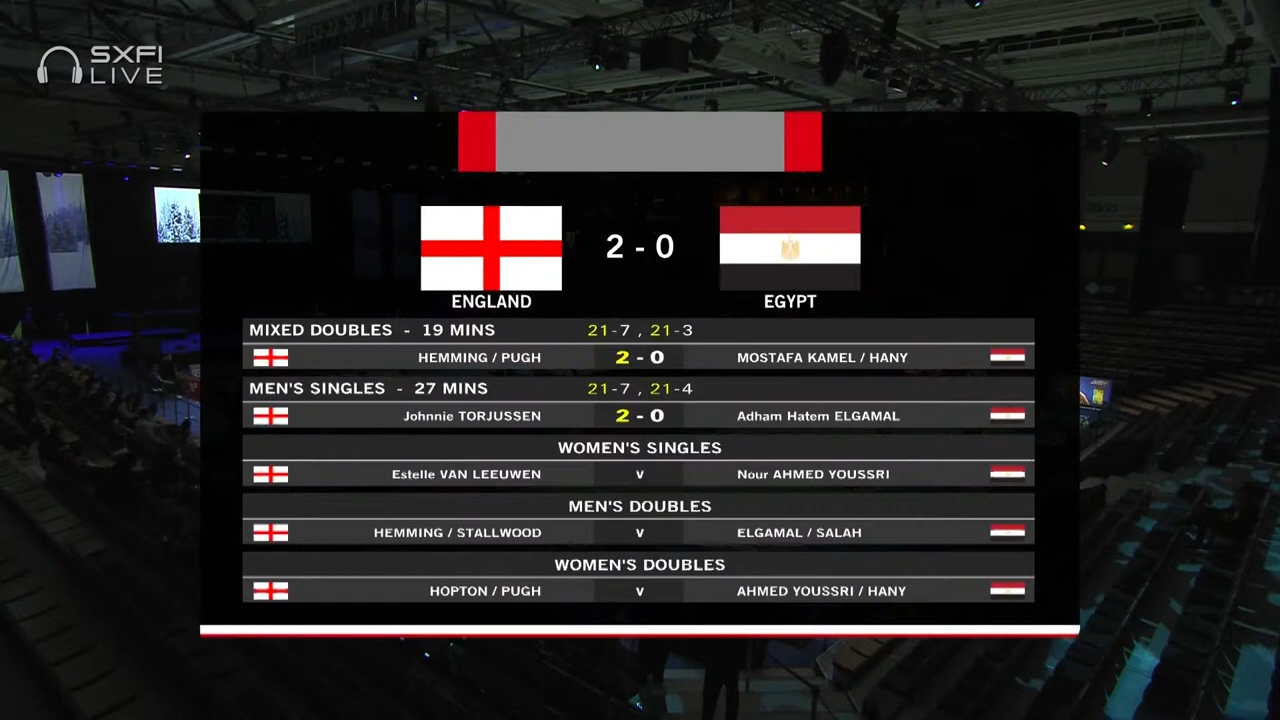 SXFI
LIVE
2 - 0
ENGLAND
EGYPT
MIXED DOUBLES - 19 MINS 21-7 , 21-3
HEMMING / PUGH 2 - 0 MOSTAFA KAMEL / HANY
MEN'S SINGLES - 27 MINS 21-7 , 21-4
Johnnie TORJUSSEN 2 - 0 Adham Hatem ELGAMAL
WOMEN'S SINGLES
Estelle VAN LEEUWEN v Nour AHMED YOUSSRI
MEN'S DOUBLES
HEMMING / STALLWOOD v ELGAMAL / SALAH
WOMEN'S DOUBLES
HOPTON / PUGH v AHMED YOUSSRI / HANY